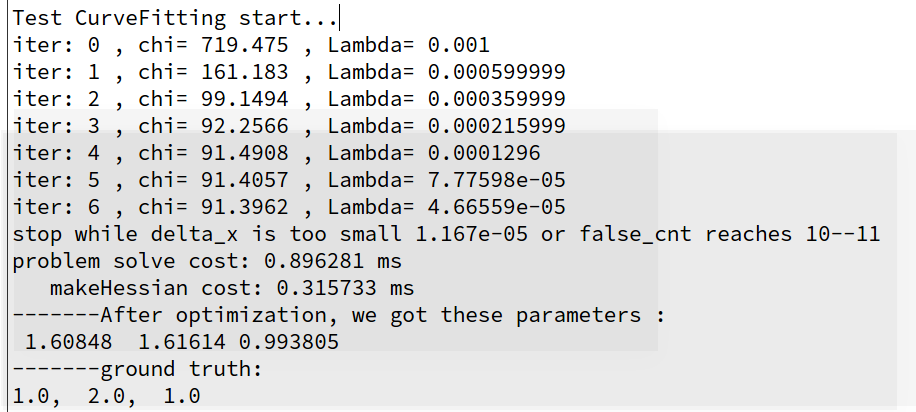 Test CurveFitting start...
iter: 0 , chi= 719.475 , Lambda= 0.001
iter: 1 , chi= 161.183 , Lambda= 0.000599999
iter: 2 , chi= 99.1494 , Lambda= 0.000359999
iter: 3 , chi= 92.2566 , Lambda= 0.000215999
iter: 4 , chi= 91.4908 , Lambda= 0.0001296
iter: 5 , chi= 91.4057 , Lambda= 7.77598e-05
iter: 6 , chi= 91.3962 , Lambda= 4.66559e-05
stop while delta_x is too small 1.167e-05 or false_cnt reaches 10--11
problem solve cost: 0.896281 ms
   makeHessian cost: 0.315733 ms
-------After optimization, we got these parameters :
 1.60848  1.61614 0.993805
-------ground truth:
1.0,  2.0,  1.0